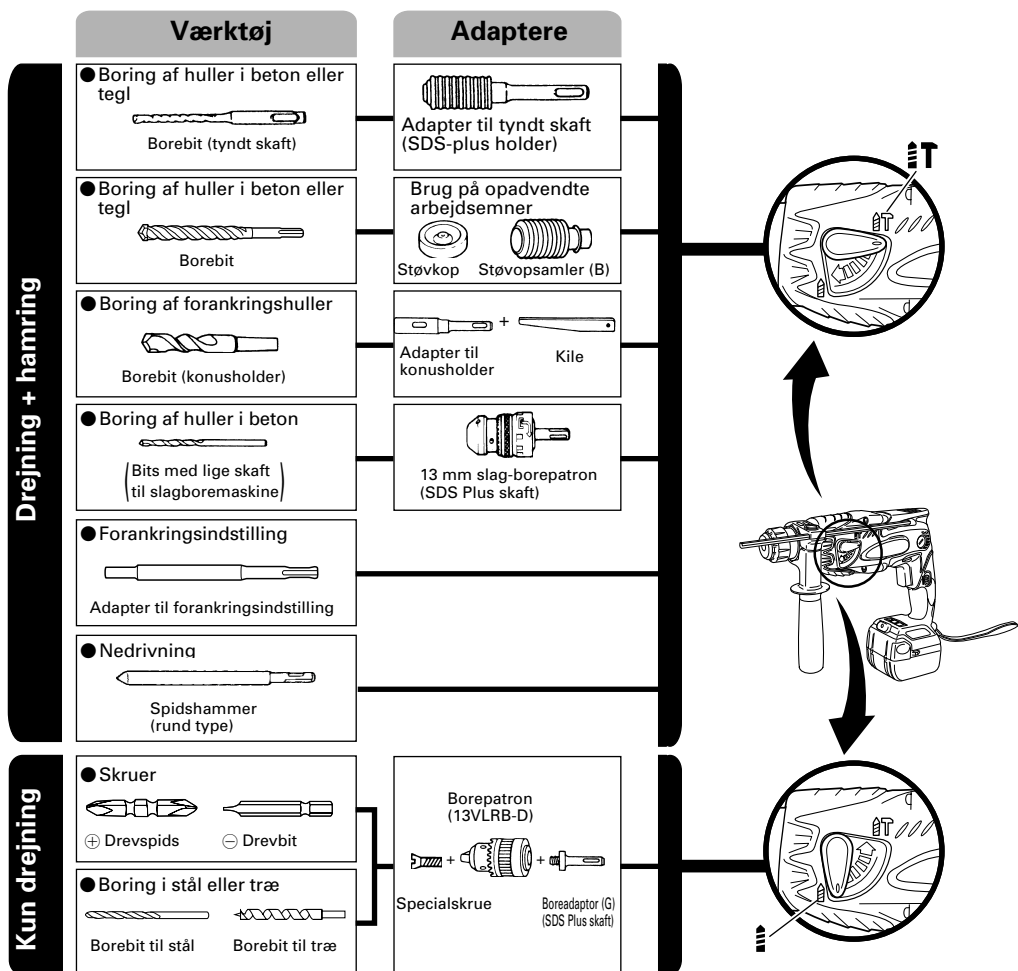 Værktøj
Adaptere
Drejning + hamring
● Boring af huller i beton eller
tegl
Borebit (tyndt skaft)
Adapter til tyndt skaft
(SDS-plus holder)
● Boring af huller i beton eller
tegl
Borebit
Brug på opadvendte
arbejdsemner
Støvkop
Støvopsamler (B)
● Boring af forankringshuller
Borebit (konusholder)
+
Adapter til
konusholder
Kile
● Boring af huller i beton
(Bits med lige skaft
til slagboremaskine)
13 mm slag-borepatron
(SDS Plus skaft)
● Forankringsindstilling
Adapter til forankringsindstilling
● Nedrivning
Spidshammer
(rund type)
Kun drejning
● Skruer
⊕ Drevspids
⊖ Drevbit
● Boring i stål eller træ
Borebit til stål
Borebit til træ
Borepatron
(13VLRB-D)
+ +
Specialskrue
Boreadaptor (G)
(SDS Plus skaft)